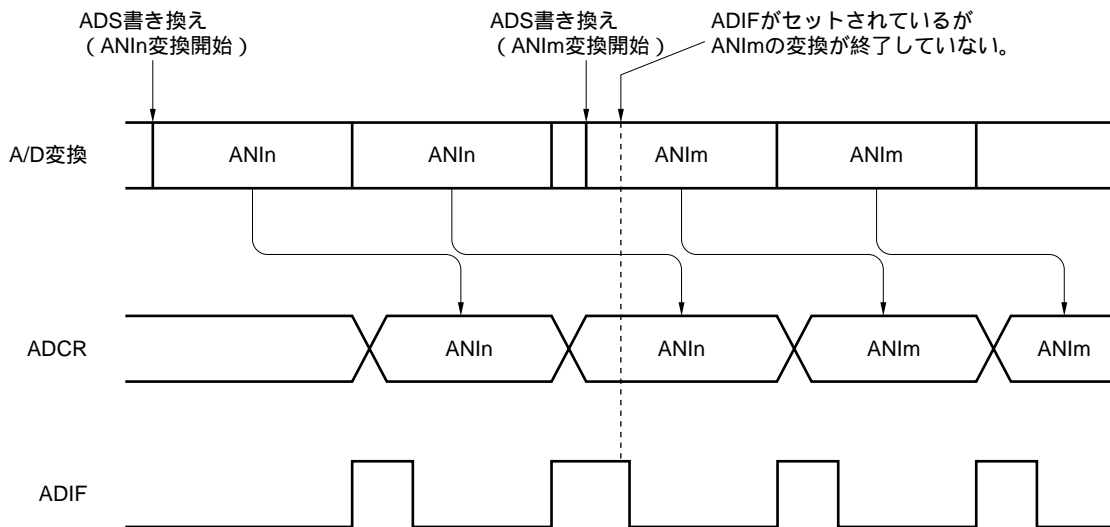 ADS書き換え
（ANIn変換開始）
ADS書き換え
（ANIm変換開始）
ADIFがセットされているが
ANImの変換が終了していない。
A/D変換
ANIn
ANIn
ANIm
ANIm
ADCR
ANIn
ANIn
ANIm
ANIm
ADIF